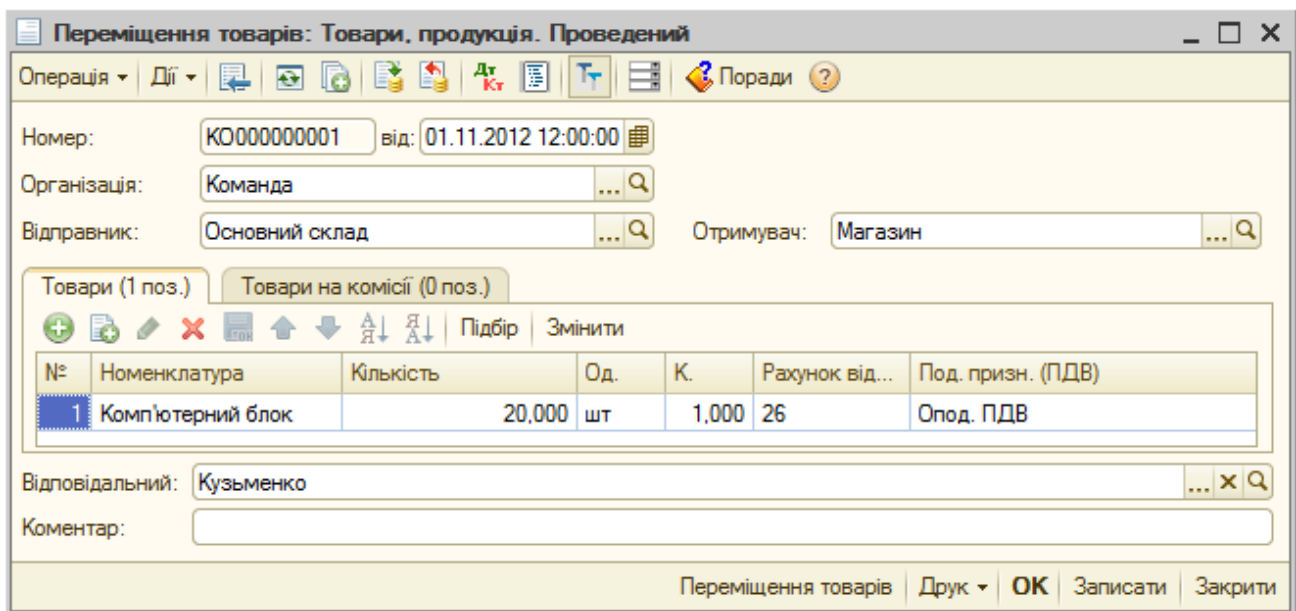 Переміщення товарів: Товари, продукція. Проведений
Операція Дії Дт Кт Тт Поради ?
Номер: КО000000001 від: 01.11.2012 12:00:00
Організація: Команда ...
Відправник: Основний склад ... Отримувач: Магазин ...
Товари (1 поз.) Товари на комісії (0 поз.)
А Я Я А Підбір Змінити
№ Номенклатура Кількість Од. К. Рахунок від... Под. призн. (ПДВ)
1 Комп'ютерний блок 20,000 шт 1,000 26 Опод. ПДВ
Відповідальний: Кузьменко ...
Коментар:
Переміщення товарів Друк OK Записати Закрити